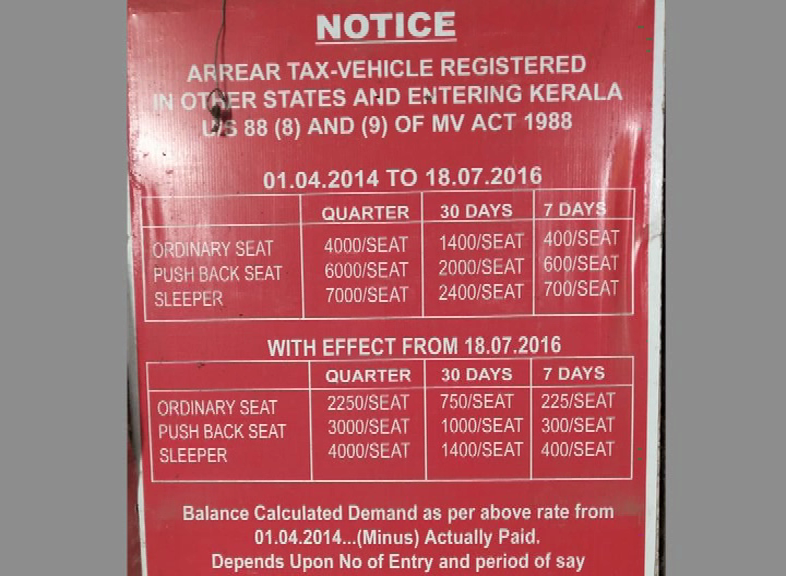 NOTICE
ARREAR TAX-VEHICLE REGISTERED
IN OTHER STATES AND ENTERING KERALA
U/S 88 (8) AND (9) OF MV ACT 1988
01.04.2014 TO 18.07.2016
QUARTER 30 DAYS 7 DAYS
ORDINARY SEAT 4000/SEAT 1400/SEAT 400/SEAT
PUSH BACK SEAT 6000/SEAT 2000/SEAT 600/SEAT
SLEEPER 7000/SEAT 2400/SEAT 700/SEAT
WITH EFFECT FROM 18.07.2016
QUARTER 30 DAYS 7 DAYS
ORDINARY SEAT 2250/SEAT 750/SEAT 225/SEAT
PUSH BACK SEAT 3000/SEAT 1000/SEAT 300/SEAT
SLEEPER 4000/SEAT 1400/SEAT 400/SEAT
Balance Calculated Demand as per above rate from
01.04.2014...(Minus) Actually Paid.
Depends Upon No of Entry and period of say